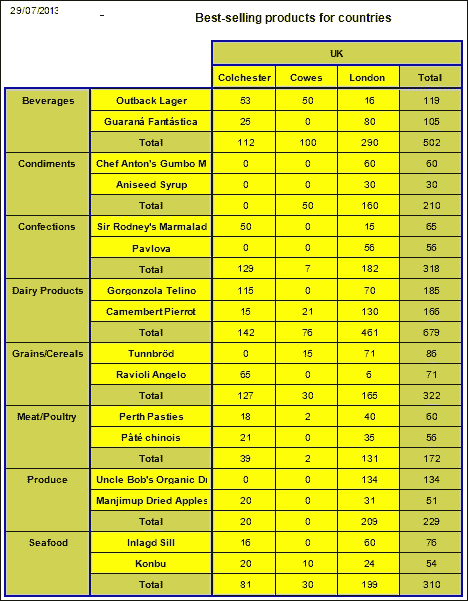 29/07/2013
Best-selling products for countries
UK
Colchester Cowes London Total
Beverages Outback Lager 53 50 16 119
Guaraná Fantástica 25 0 80 105
Total 112 100 290 502
Condiments Chef Anton's Gumbo M 0 0 60 60
Aniseed Syrup 0 0 30 30
Total 0 50 160 210
Confections Sir Rodney's Marmalad 50 0 15 65
Pavlova 0 0 56 56
Total 129 7 182 318
Dairy Products Gorgonzola Telino 115 0 70 185
Camembert Pierrot 15 21 130 166
Total 142 76 461 679
Grains/Cereals Tunnbröd 0 15 71 86
Ravioli Angelo 65 0 6 71
Total 127 30 165 322
Meat/Poultry Perth Pasties 18 2 40 60
Pâté chinois 21 0 35 56
Total 39 2 131 172
Produce Uncle Bob's Organic Dr 0 0 134 134
Manjimup Dried Apples 20 0 31 51
Total 20 0 209 229
Seafood Inlagd Sill 16 0 60 76
Konbu 20 10 24 54
Total 81 30 199 310